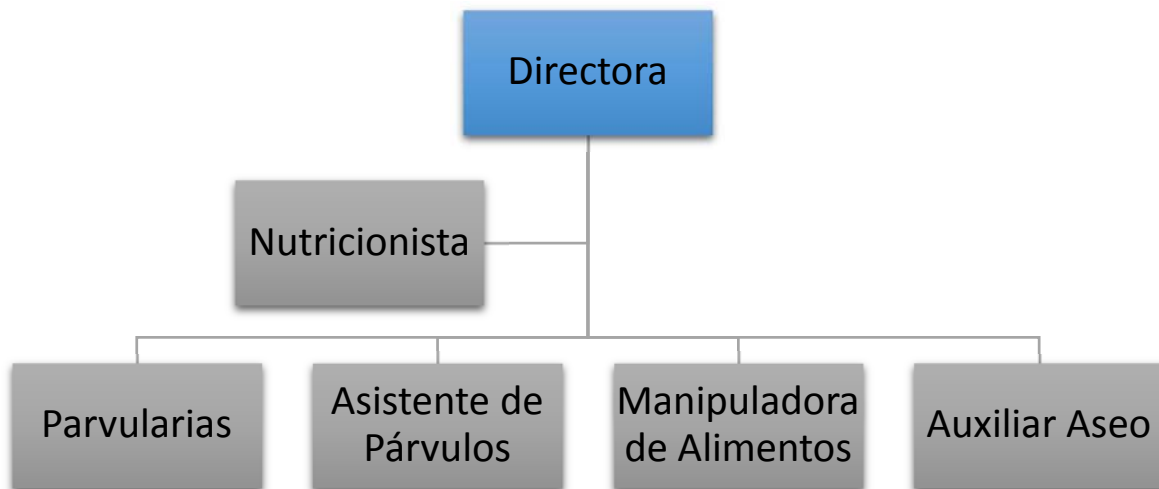 Directora
Nutricionista
Parvularias
Asistente de
Párvulos
Manipuladora
de Alimentos
Auxiliar Aseo